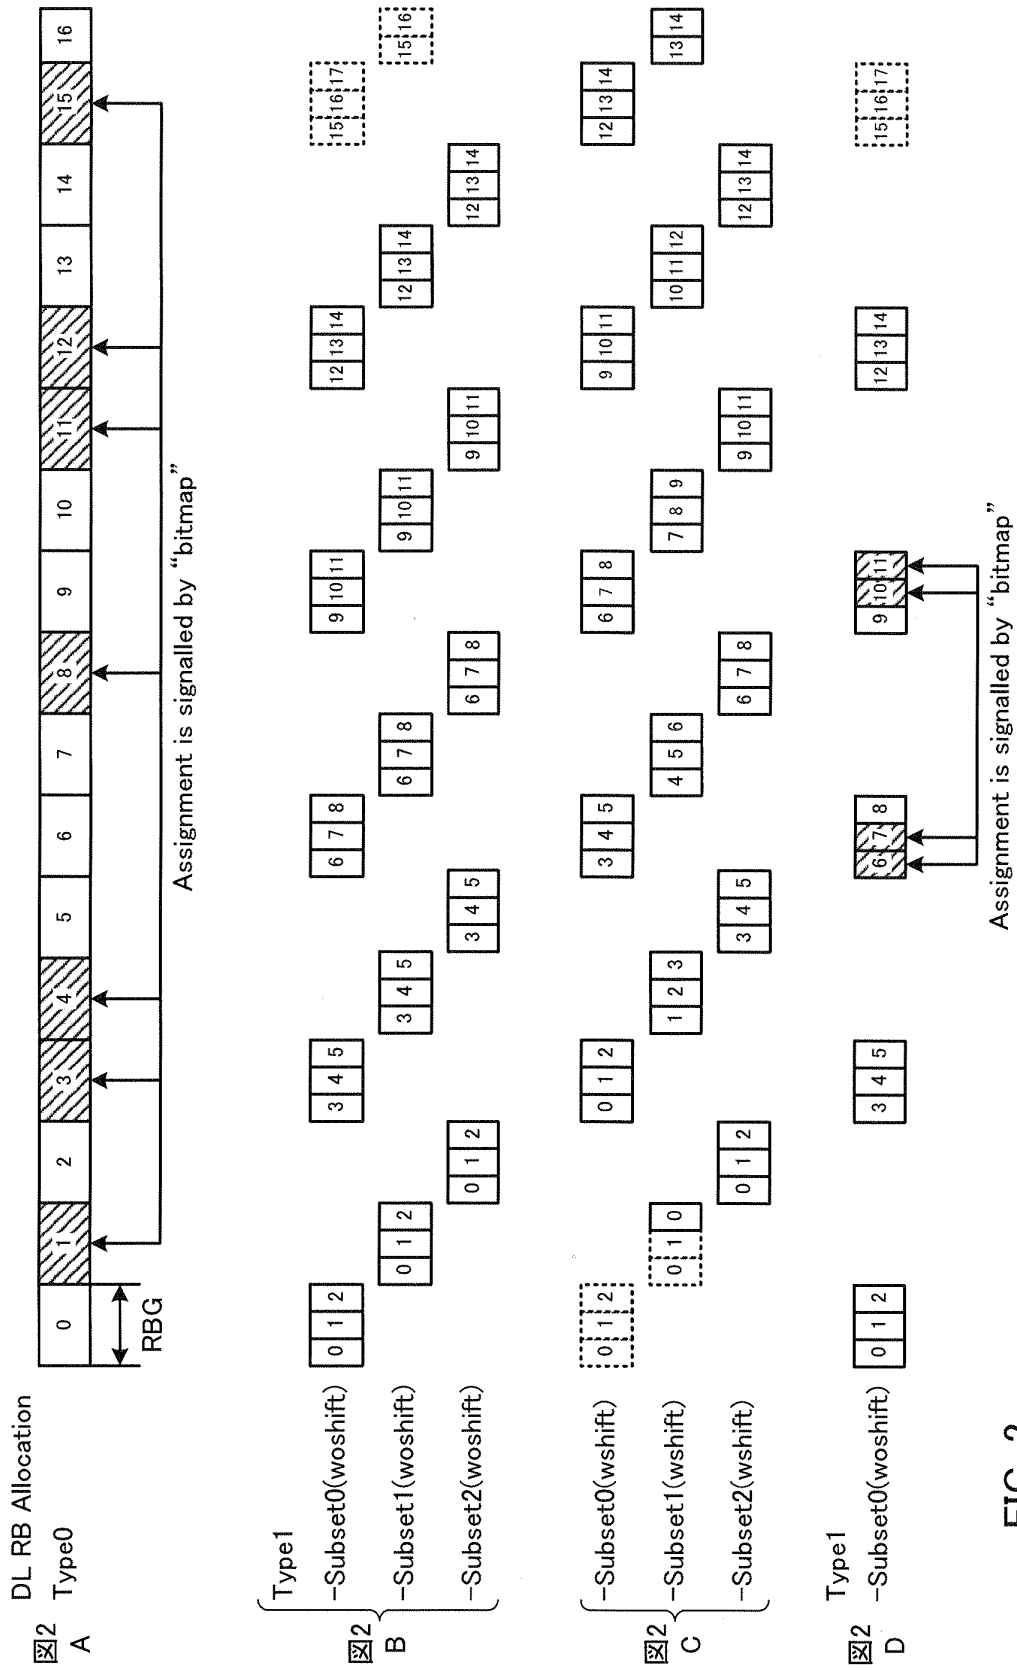 DL RB Allocation
図2
A
Type0 0 1 2 3 4 5 6 7 8 9 10 11 12 13 14 15 16
RBG
Assignment is signalled by “bitmap”
図2
B
Type1
-Subset0(woshift) 0 1 2 3 4 5 6 7 8 9 10 11 12 13 14 15 16 17
-Subset1(woshift) 0 1 2 3 4 5 6 7 8 9 10 11 12 13 14 15 16
-Subset2(woshift) 0 1 2 3 4 5 6 7 8 9 10 11 12 13 14
図2
C
-Subset0(wshift) 0 1 2 0 1 2 3 4 5 6 7 8 9 10 11 12 13 14
-Subset1(wshift) 0 1 0 1 2 3 4 5 6 7 8 9 10 11 12 13 14
-Subset2(wshift) 0 1 2 3 4 5 6 7 8 9 10 11 12 13 14
図2
D
Type1
-Subset0(woshift) 0 1 2 3 4 5 6 7 8 9 10 11 12 13 14 15 16 17
Assignment is signalled by “bitmap”
FIG. 2